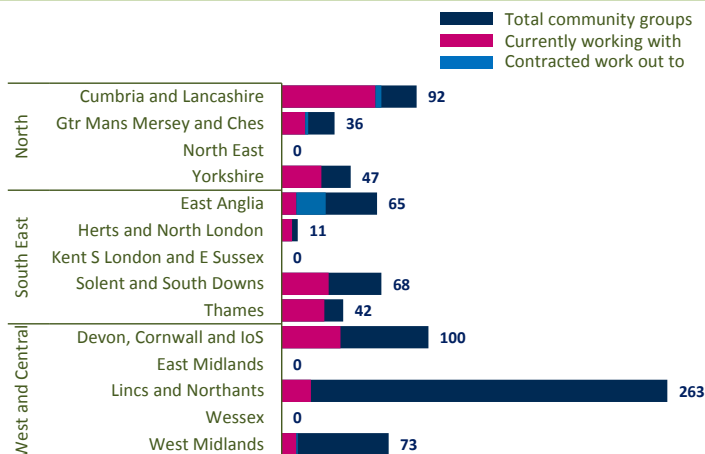 Total community groups
Currently working with
Contracted work out to
North
Cumbria and Lancashire 92
Gtr Mans Mersey and Ches 36
North East 0
Yorkshire 47
South East
East Anglia 65
Herts and North London 11
Kent S London and E Sussex 0
Solent and South Downs 68
Thames 42
West and Central
Devon, Cornwall and IoS 100
East Midlands 0
Lincs and Northants 263
Wessex 0
West Midlands 73